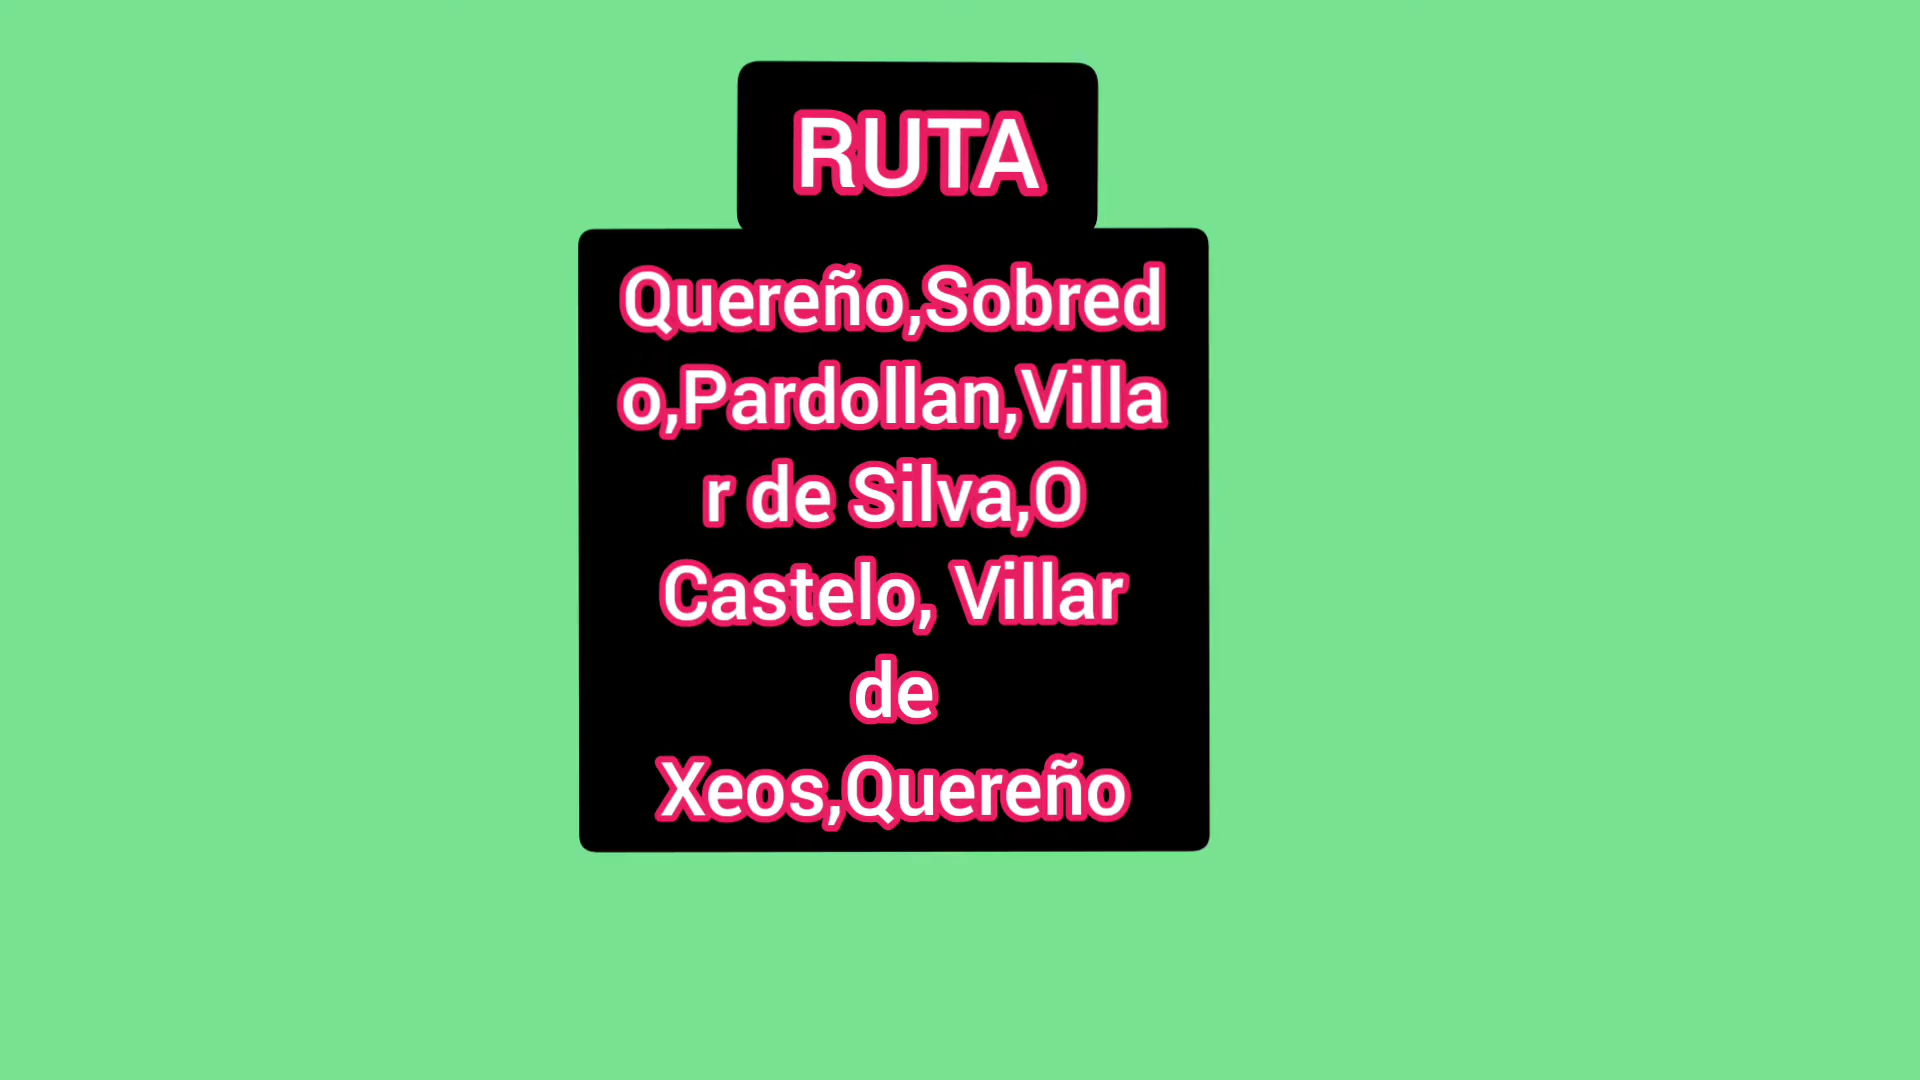 RUTA
Quereño,Sobred
o,Pardollan,Villa
r de Silva,O
Castelo, Villar
de
Xeos,Quereño